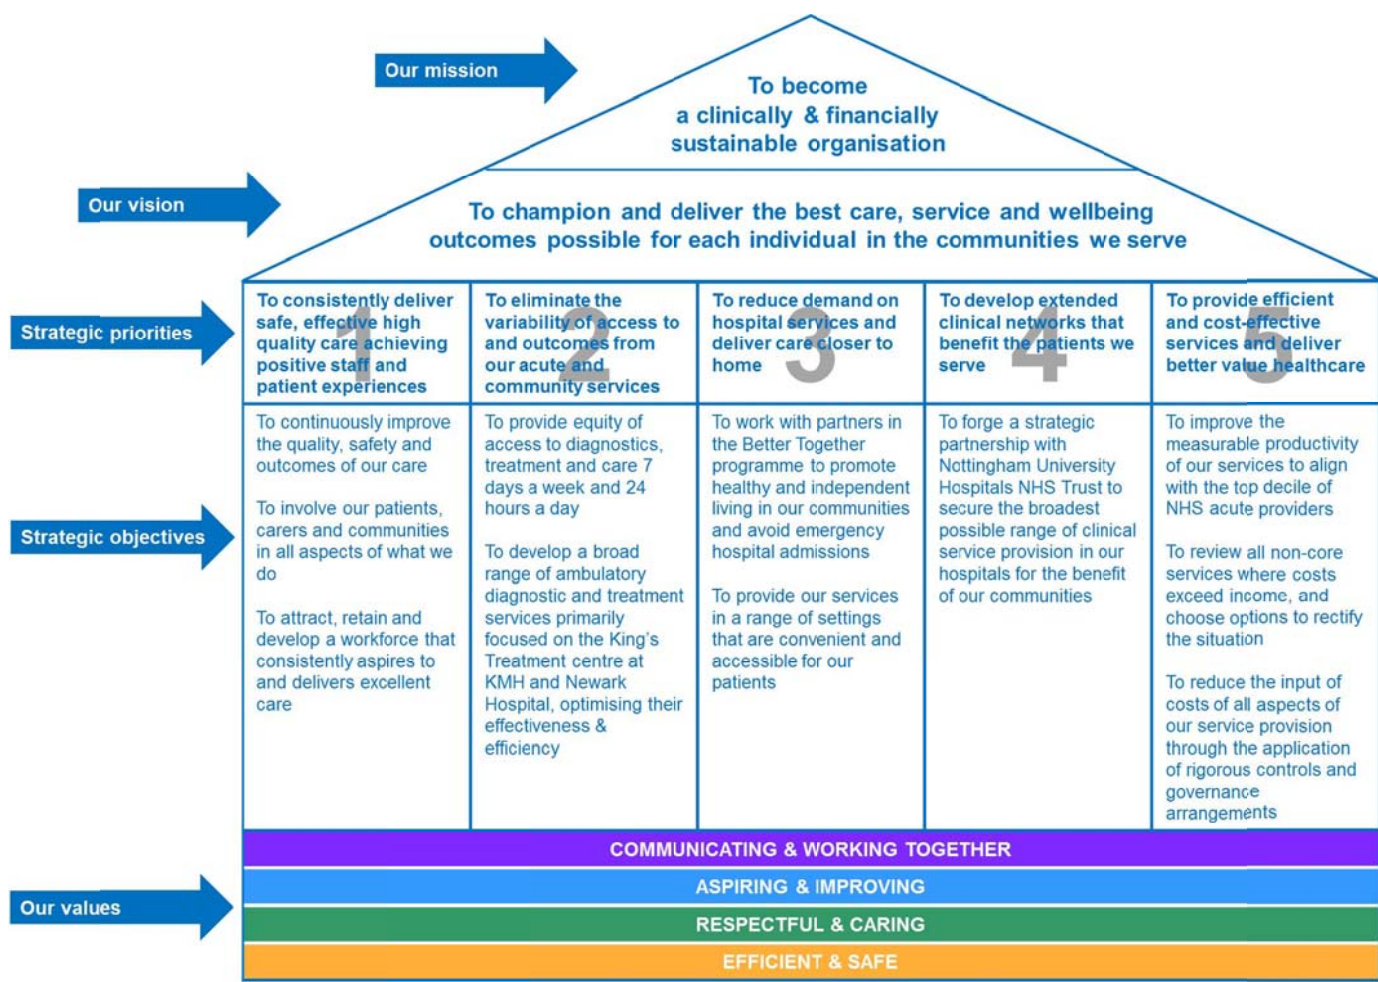 Our mission
To become
a clinically & financially
sustainable organisation
Our vision
To champion and deliver the best care, service and wellbeing
outcomes possible for each individual in the communities we serve
Strategic priorities
1
To consistently deliver
safe, effective high
quality care achieving
positive staff and
patient experiences
2
To eliminate the
variability of access to
and outcomes from
our acute and
community services
3
To reduce demand on
hospital services and
deliver care closer to
home
4
To develop extended
clinical networks that
benefit the patients we
serve
5
To provide efficient
and cost-effective
services and deliver
better value healthcare
Strategic objectives
To continuously improve
the quality, safety and
outcomes of our care
To involve our patients,
carers and communities
in all aspects of what we
do
To attract, retain and
develop a workforce that
consistently aspires to
and delivers excellent
care
To provide equity of
access to diagnostics,
treatment and care 7
days a week and 24
hours a day
To develop a broad
range of ambulatory
diagnostic and treatment
services primarily
focused on the King's
Treatment centre at
KMH and Newark
Hospital, optimising their
effectiveness &
efficiency
To work with partners in
the Better Together
programme to promote
healthy and independent
living in our communities
and avoid emergency
hospital admissions
To provide our services
in a range of settings
that are convenient and
accessible for our
patients
To forge a strategic
partnership with
Nottingham University
Hospitals NHS Trust to
secure the broadest
possible range of clinical
service provision in our
hospitals for the benefit
of our communities
To improve the
measurable productivity
of our services to align
with the top decile of
NHS acute providers
To review all non-core
services where costs
exceed income, and
choose options to rectify
the situation
To reduce the input of
costs of all aspects of
our service provision
through the application
of rigorous controls and
governance
arrangements
Our values
COMMUNICATING & WORKING TOGETHER
ASPIRING & IMPROVING
RESPECTFUL & CARING
EFFICIENT & SAFE